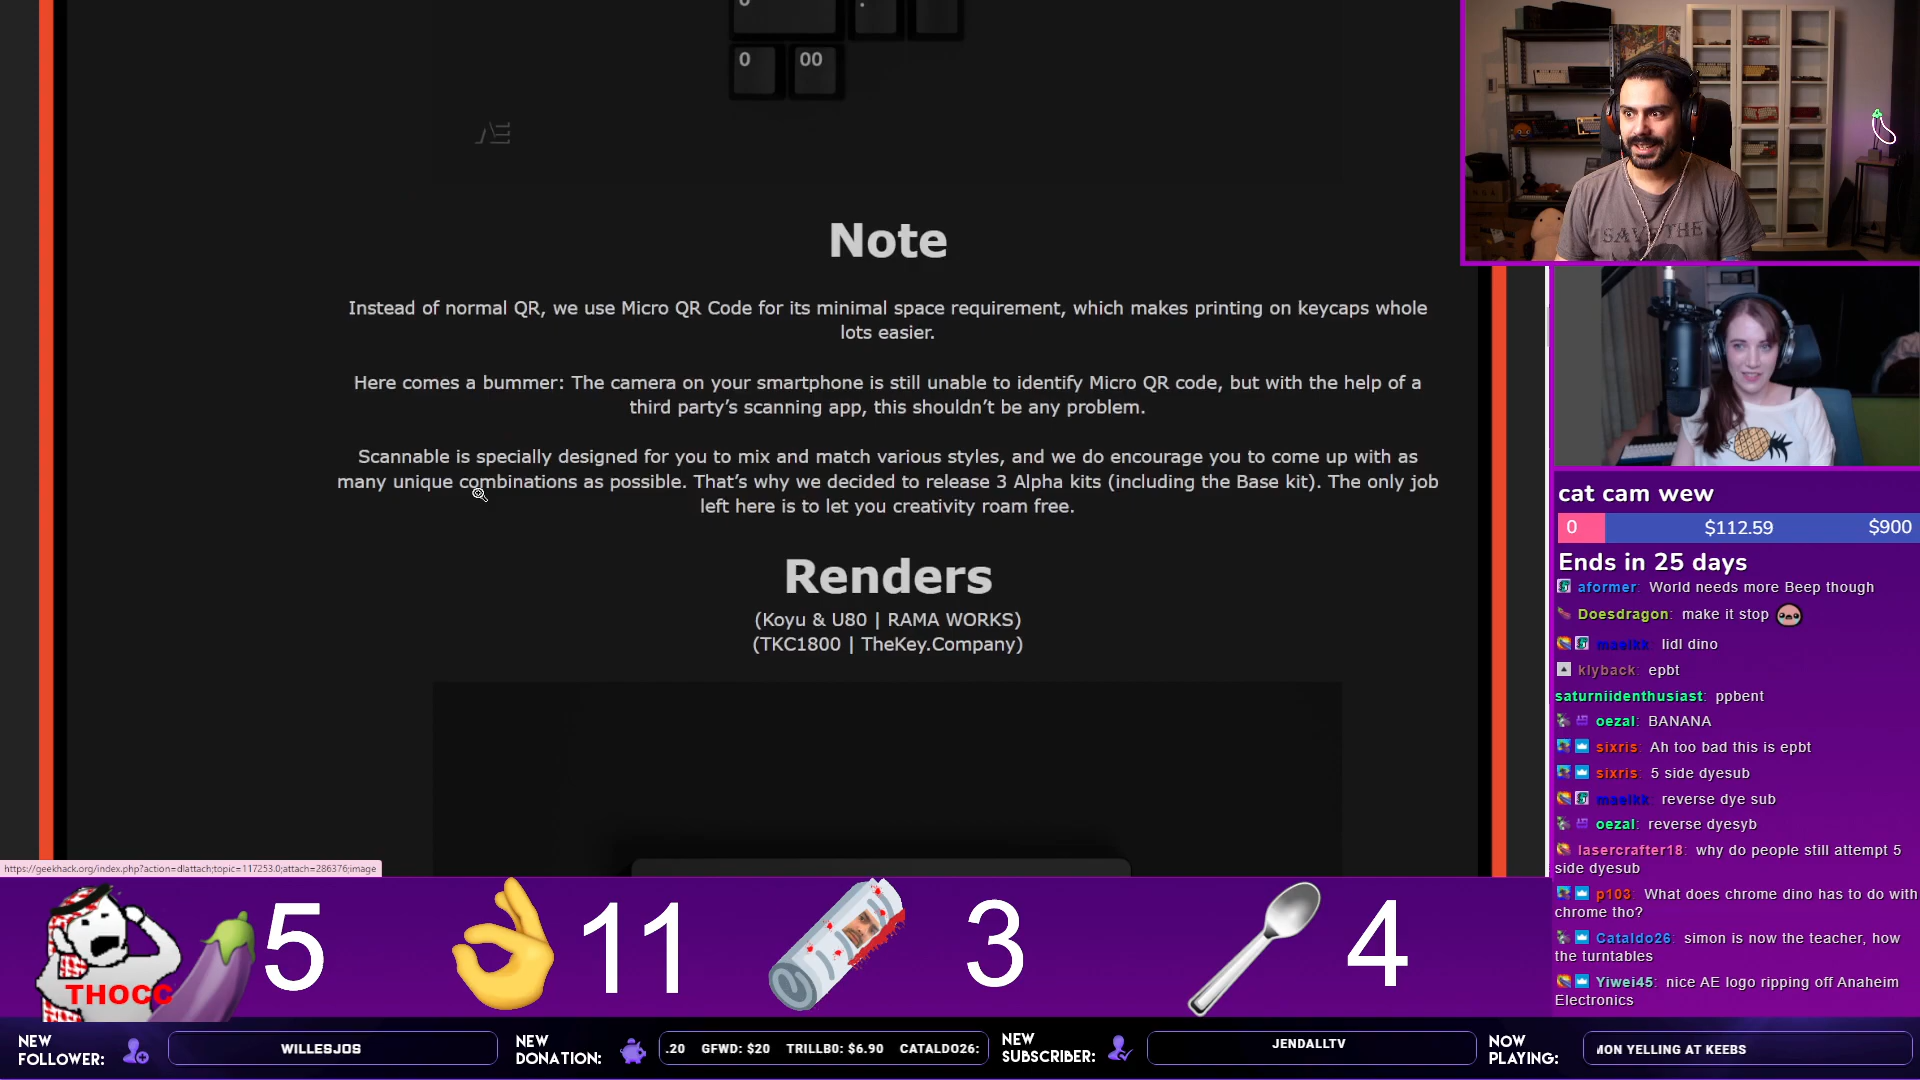 0
00
AE
Note
Instead of normal QR, we use Micro QR Code for its minimal space requirement, which makes printing on keycaps whole
lots easier.
Here comes a bummer: The camera on your smartphone is still unable to identify Micro QR code, but with the help of a
third party’s scanning app, this shouldn’t be any problem.
Scannable is specially designed for you to mix and match various styles, and we do encourage you to come up with as
many unique combinations as possible. That’s why we decided to release 3 Alpha kits (including the Base kit). The only job
left here is to let you creativity roam free.
Renders
(Koyu & U80 | RAMA WORKS)
(TKC1800 | TheKey.Company)
https://geekhack.org/index.php?action=dlattach;topic=117253.0;attach=286376;image
SAVE THE
cat cam wew
0 $112.59 $900
Ends in 25 days
aformer: World needs more Beep though
Doesdragon: make it stop
maelkk: lidl dino
klyback: epbt
saturniidenthusiast: ppbent
oezal: BANANA
sixris: Ah too bad this is epbt
sixris: 5 side dyesub
maelkk: reverse dye sub
oezal: reverse dyesyb
lasercrafter18: why do people still attempt 5
side dyesub
p103: What does chrome dino has to do with
chrome tho?
Cataldo26: simon is now the teacher, how
the turntables
Yiwei45: nice AE logo ripping off Anaheim
Electronics
THOCC
5
11
3
4
NEW
FOLLOWER:
WILLESJOS
NEW
DONATION:
.20 GFWD: $20 TRILLB0: $6.90 CATALDO26:
NEW
SUBSCRIBER:
JENDALLTV
NOW
PLAYING:
MON YELLING AT KEEBS